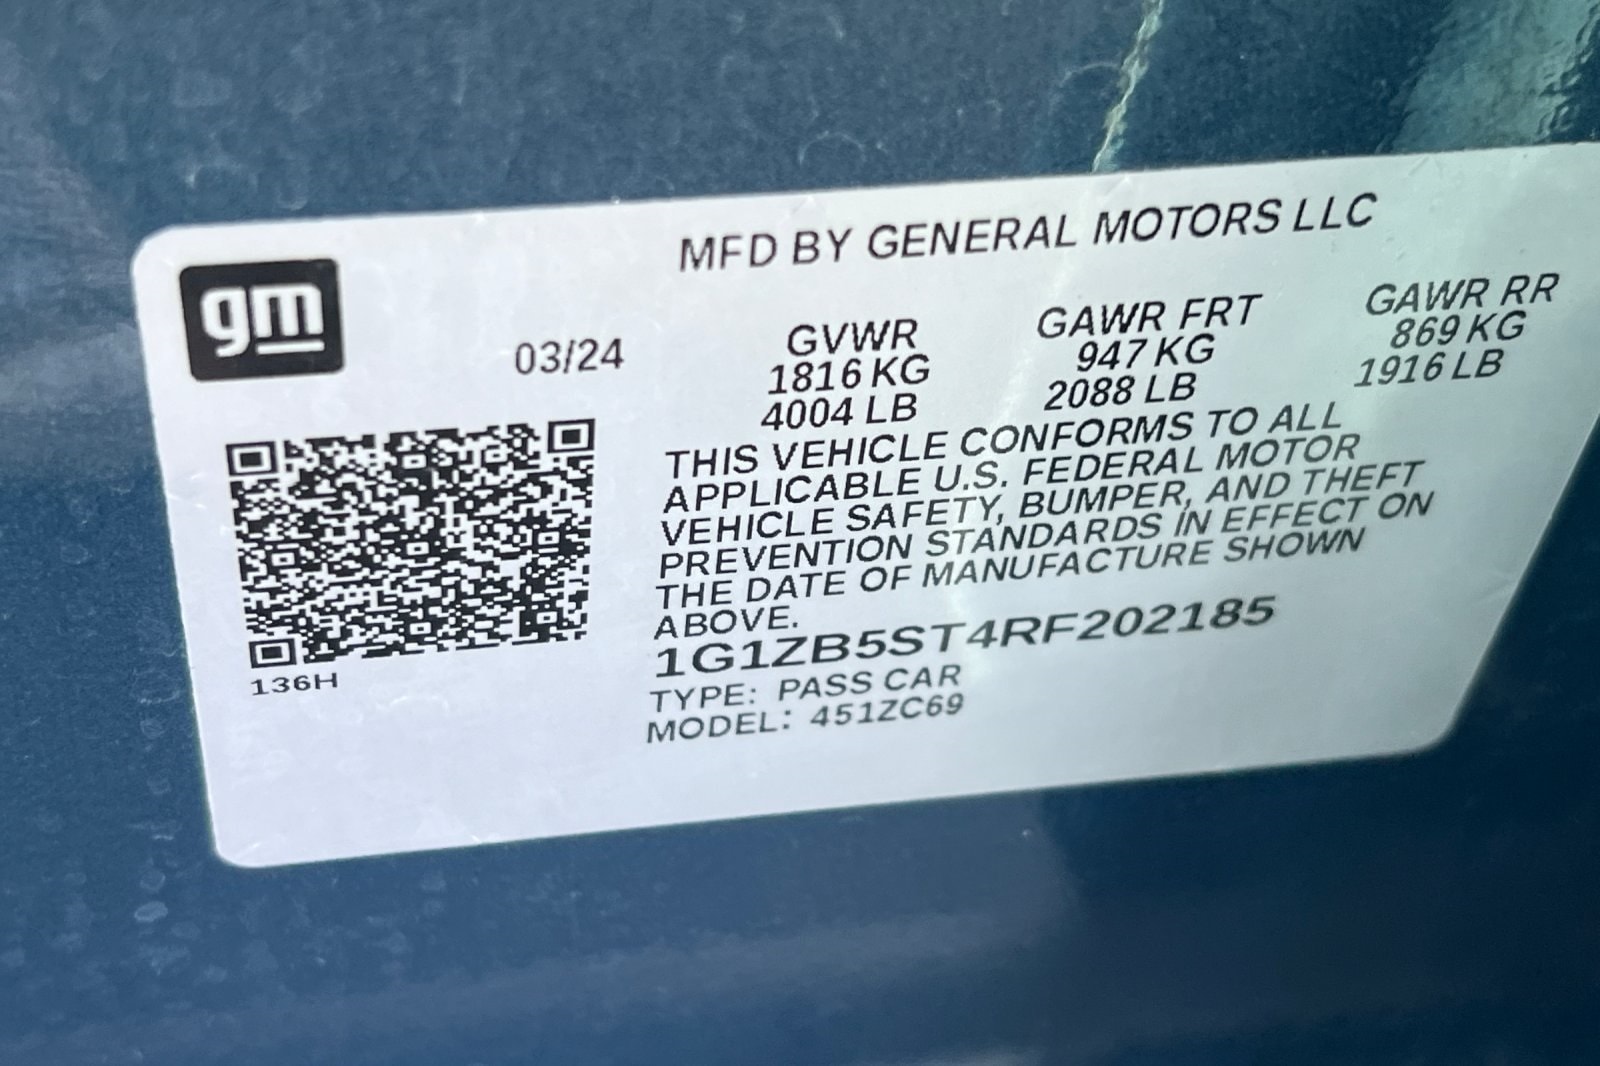 gm
MFD BY GENERAL MOTORS LLC
03/24
GVWR
1816 KG
4004 LB
GAWR FRT
947 KG
2088 LB
GAWR RR
869 KG
1916 LB
THIS VEHICLE CONFORMS TO ALL
APPLICABLE U.S. FEDERAL MOTOR
VEHICLE SAFETY, BUMPER, AND THEFT
PREVENTION STANDARDS IN EFFECT ON
THE DATE OF MANUFACTURE SHOWN
ABOVE.
1G1ZB5ST4RF202185
TYPE: PASS CAR
MODEL: 451ZC69
136H